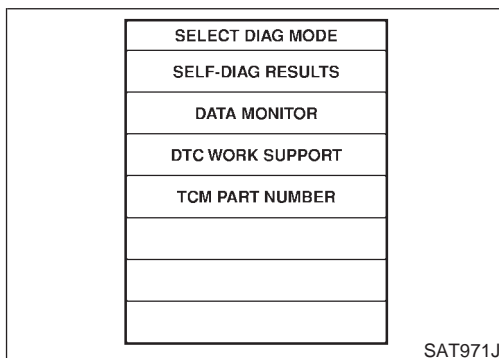 SELECT DIAG MODE
SELF-DIAG RESULTS
DATA MONITOR
DTC WORK SUPPORT
TCM PART NUMBER
SAT971J